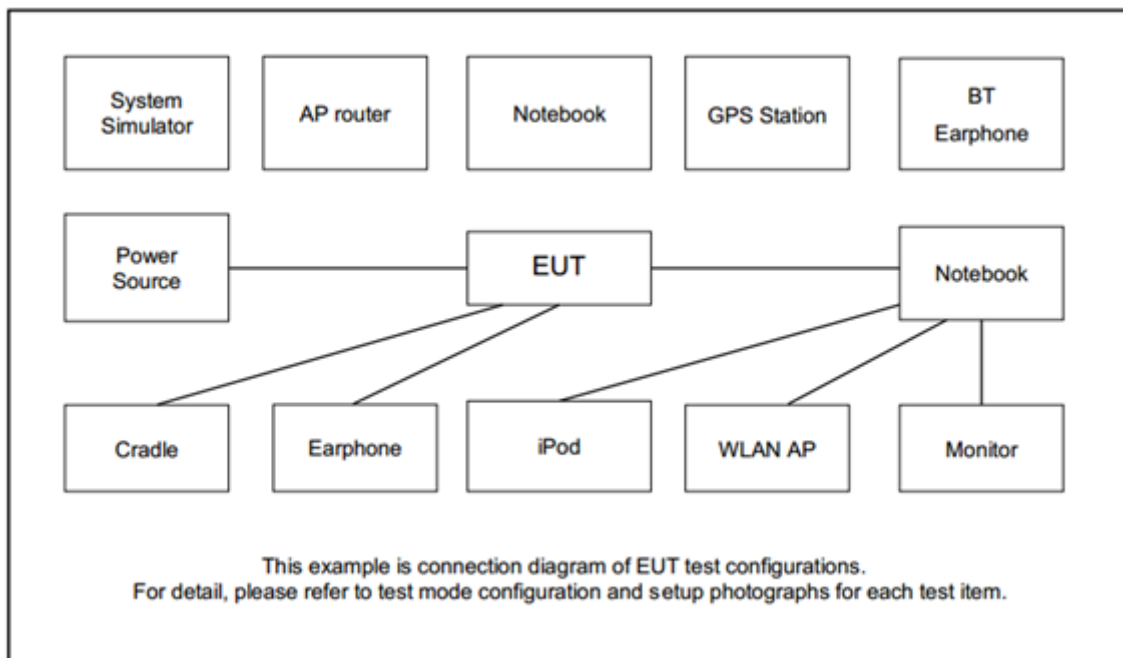 System
Simulator
AP router
Notebook
GPS Station
BT
Earphone
Power
Source
EUT
Notebook
Cradle
Earphone
iPod
WLAN AP
Monitor
This example is connection diagram of EUT test configurations.
For detail, please refer to test mode configuration and setup photographs for each test item.